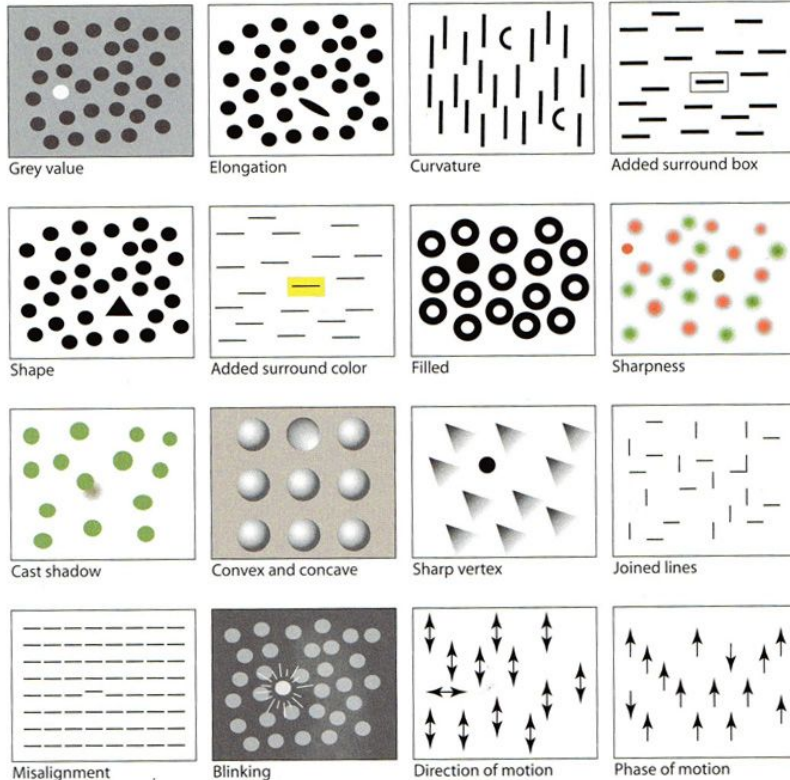 Grey value
Elongation
Curvature
Added surround box
Shape
Added surround color
Filled
Sharpness
Cast shadow
Convex and concave
Sharp vertex
Joined lines
Misalignment
Blinking
Direction of motion
Phase of motion